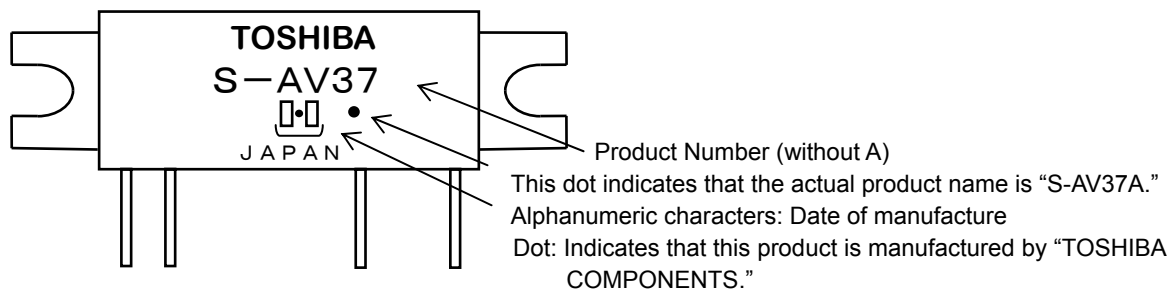 TOSHIBA
S-AV37
JAPAN
Product Number (without A)
This dot indicates that the actual product name is “S-AV37A.”
Alphanumeric characters: Date of manufacture
Dot: Indicates that this product is manufactured by “TOSHIBA
COMPONENTS.”